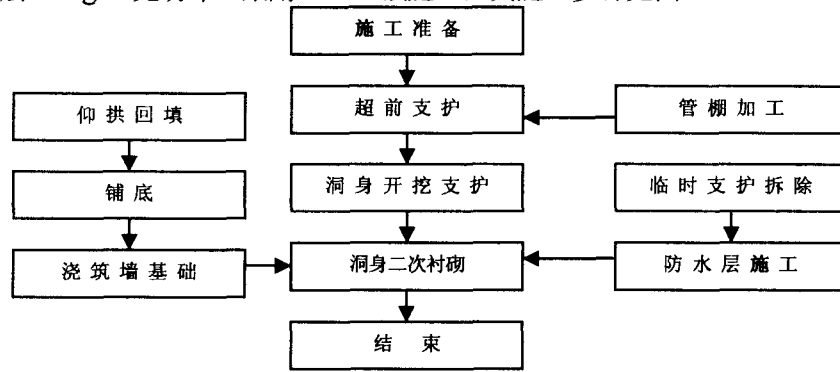 施工准备
仰拱回填
超前支护
管棚加工
铺底
洞身开挖支护
临时支护拆除
浇筑墙基础
洞身二次衬砌
防水层施工
结束